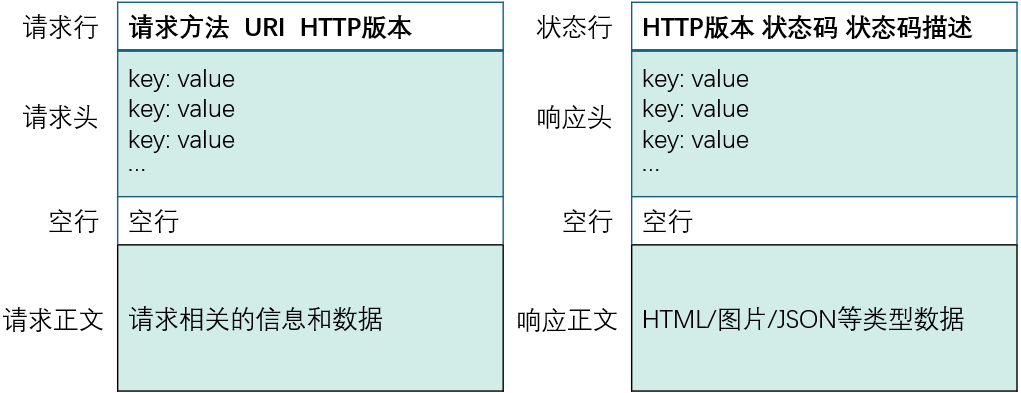 请求行 请求方法 URI HTTP版本
请求头 key: value
key: value
key: value
...
空行 空行
请求正文 请求相关的信息和数据
状态行 HTTP版本 状态码 状态码描述
响应头 key: value
key: value
key: value
...
空行 空行
响应正文 HTML/图片/JSON等类型数据